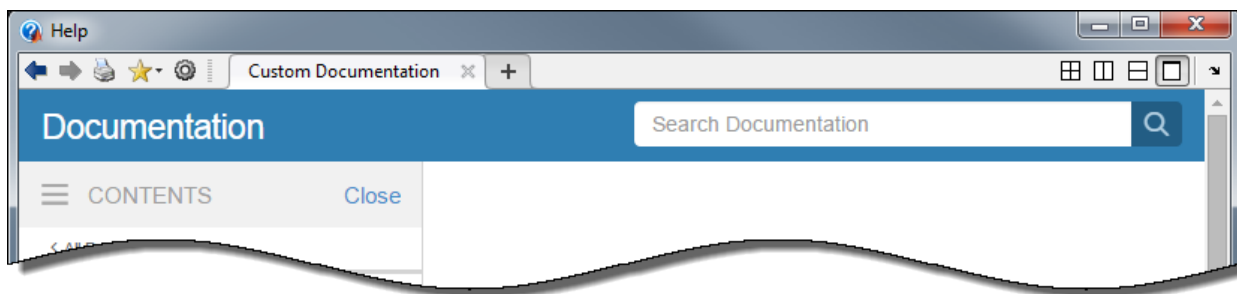 Help
Custom Documentation
Documentation
Search Documentation
CONTENTS
Close